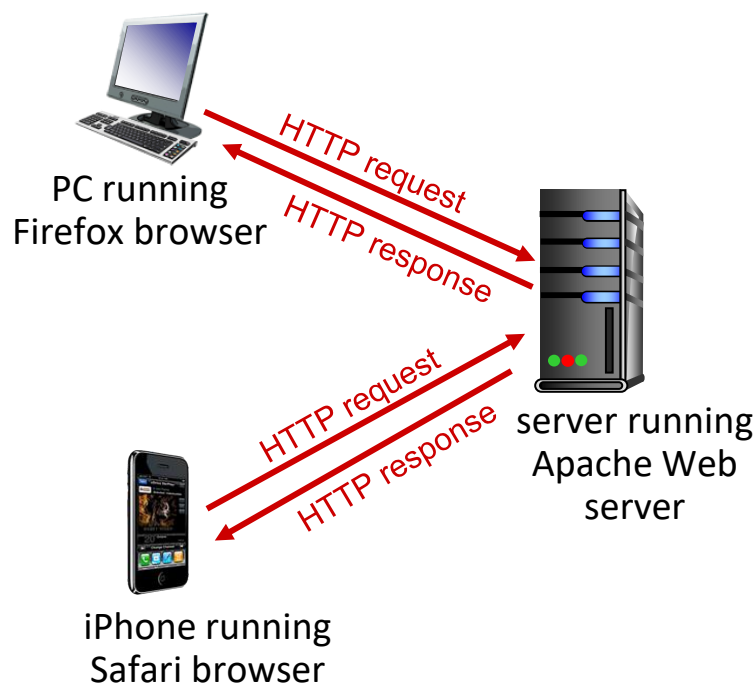 HTTP request
HTTP response
PC running
Firefox browser
HTTP request
HTTP response
server running
Apache Web
server
iPhone running
Safari browser